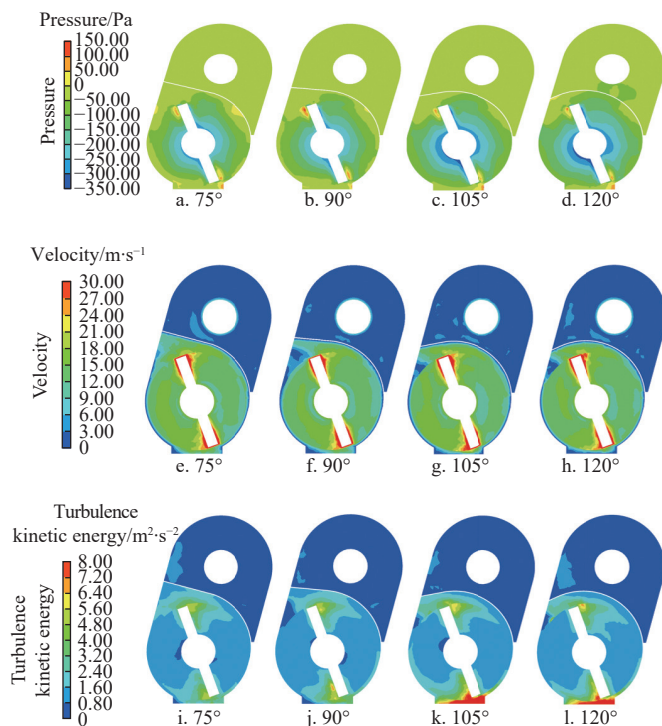 Pressure/Pa
150.00
100.00
50.00
0
−50.00
−100.00
−150.00
−200.00
−250.00
−300.00
−350.00
Pressure
a. 75°
b. 90°
c. 105°
d. 120°
Velocity/m·s⁻¹
30.00
27.00
24.00
21.00
18.00
15.00
12.00
9.00
6.00
3.00
0
Velocity
e. 75°
f. 90°
g. 105°
h. 120°
Turbulence
kinetic energy/m²·s⁻²
8.00
7.20
6.40
5.60
4.80
4.00
3.20
2.40
1.60
0.80
0
Turbulence
kinetic energy
i. 75°
j. 90°
k. 105°
l. 120°